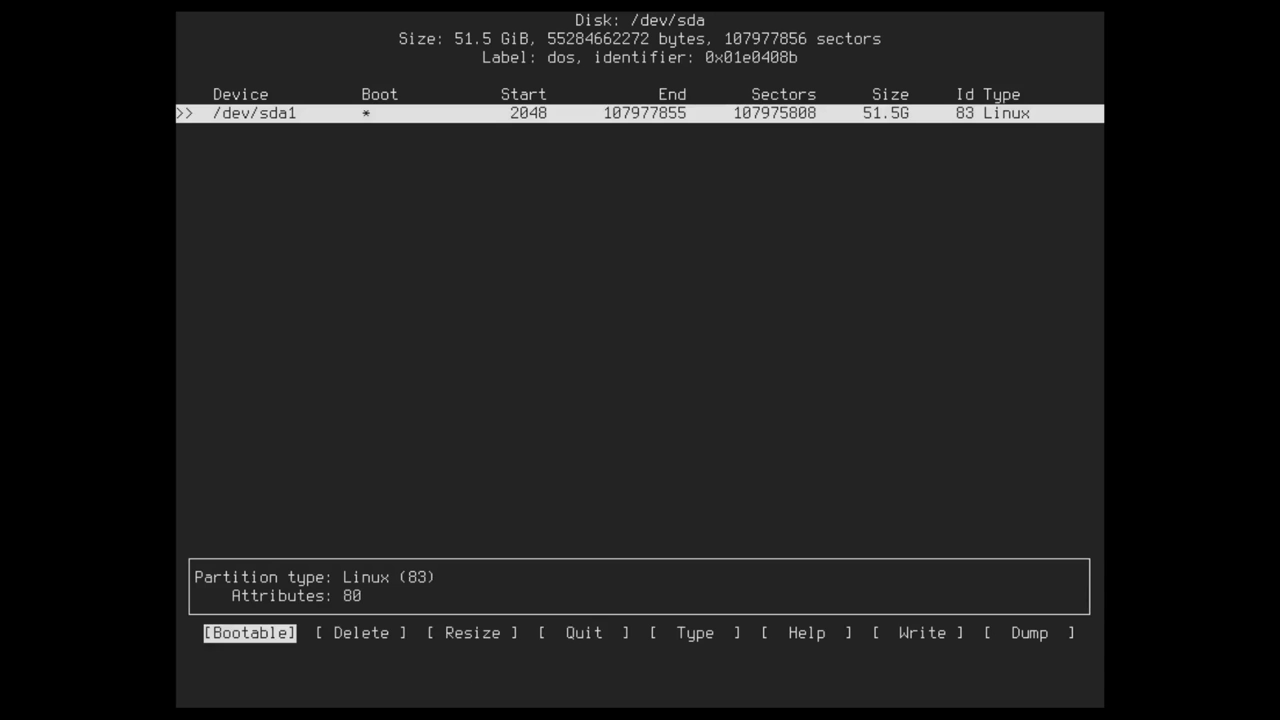 Disk: /dev/sda
Size: 51.5 GiB, 55284662272 bytes, 107977856 sectors
Label: dos, identifier: 0x01e0408b
Device Boot Start End Sectors Size Id Type
>> /dev/sda1 * 2048 107977855 107975808 51.5G 83 Linux
Partition type: Linux (83)
Attributes: 80
[Bootable] [ Delete ] [ Resize ] [ Quit ] [ Type ] [ Help ] [ Write ] [ Dump ]